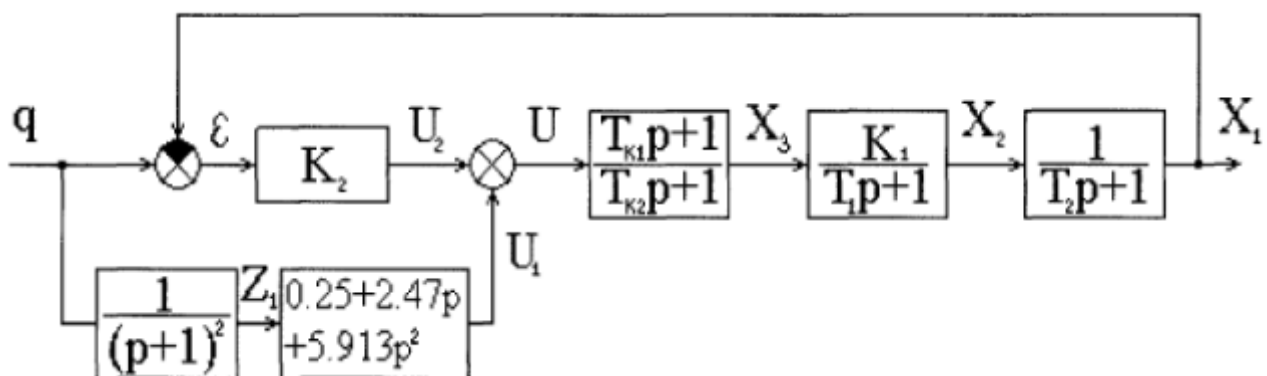 q
ε
K₂
U₂
U
T_K1p+1
T_K2p+1
X₃
K₁
T₁p+1
X₂
1
T₂p+1
X₁
U₁
1
(p+1)²
Z₁
0.25+2.47p
+5.913p²